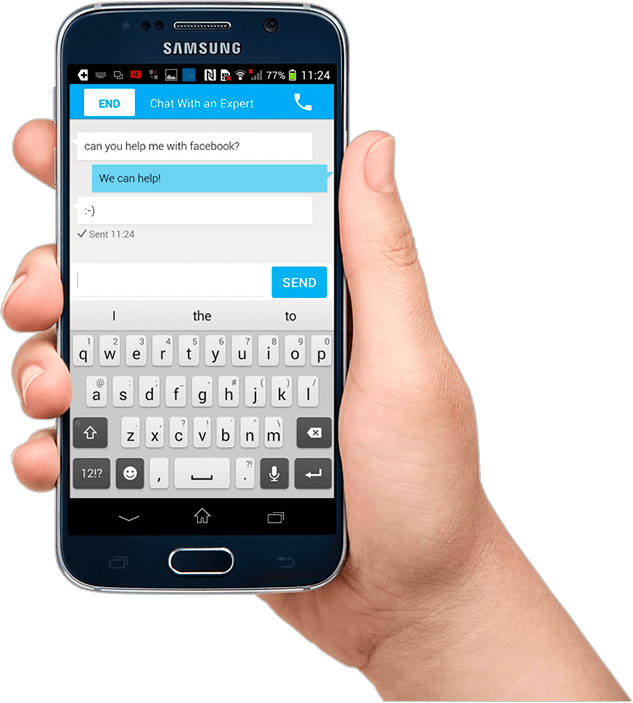 SAMSUNG
77% 11:24
END Chat With an Expert
can you help me with facebook?
We can help!
:-)
✓ Sent 11:24
SEND
I the to
1 2 3 4 5 6 7 8 9 0
q w e r t y u i o p
@ : ; _ - # ( ) /
a s d f g h j k l
, ? ! " ' \
z x c v b n m
?!
12!? , .